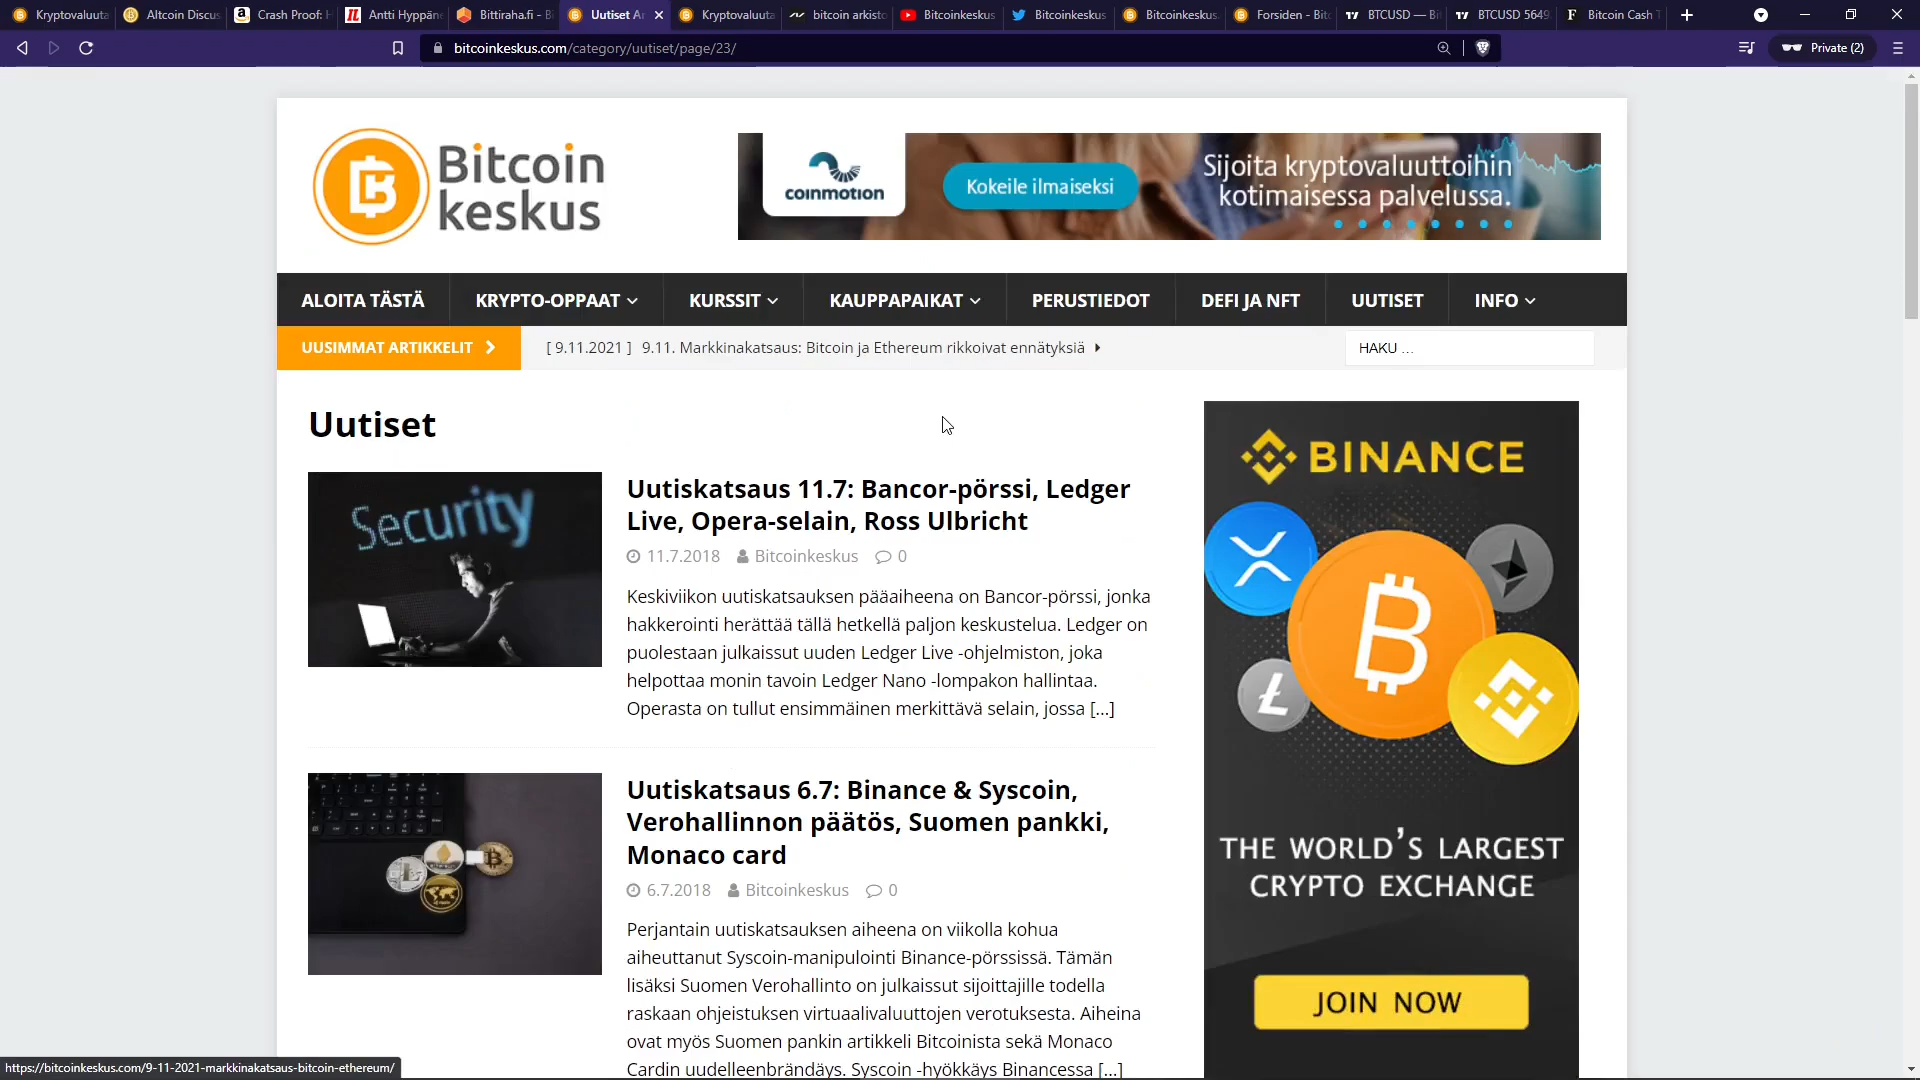 Kryptovaluuta
Altcoin Discus
Crash Proof: H
Antti Hyppäne
Bittiraha.fi - B
Uutiset Ar
Kryptovaluuta
bitcoin arkisto
Bitcoinkeskus
Bitcoinkeskus
Bitcoinkeskus.
Forsiden - Bitc
BTCUSD — Bi
BTCUSD 5649
Bitcoin Cash T
bitcoinkeskus.com/category/uutiset/page/23/
Private (2)
Bitcoin
keskus
coinmotion
Kokeile ilmaiseksi
Sijoita kryptovaluuttoihin
kotimaisessa palvelussa.
ALOITA TÄSTÄ
KRYPTO-OPPAAT
KURSSIT
KAUPPAPAIKAT
PERUSTIEDOT
DEFI JA NFT
UUTISET
INFO
UUSIMMAT ARTIKKELIT
[ 9.11.2021 ] 9.11. Markkinakatsaus: Bitcoin ja Ethereum rikkoivat ennätyksiä
HAKU ...
Uutiset
Security
Uutiskatsaus 11.7: Bancor-pörssi, Ledger
Live, Opera-selain, Ross Ulbricht
11.7.2018 Bitcoinkeskus 0
Keskiviikon uutiskatsauksen pääaiheena on Bancor-pörssi, jonka
hakkerointi herättää tällä hetkellä paljon keskustelua. Ledger on
puolestaan julkaissut uuden Ledger Live -ohjelmiston, joka
helpottaa monin tavoin Ledger Nano -lompakon hallintaa.
Operasta on tullut ensimmäinen merkittävä selain, jossa [...]
Uutiskatsaus 6.7: Binance & Syscoin,
Verohallinnon päätös, Suomen pankki,
Monaco card
6.7.2018 Bitcoinkeskus 0
Perjantain uutiskatsauksen aiheena on viikolla kohua
aiheuttanut Syscoin-manipulointi Binance-pörssissä. Tämän
lisäksi Suomen Verohallinto on julkaissut sijoittajille todella
raskaan ohjeistuksen virtuaalivaluuttojen verotuksesta. Aiheina
ovat myös Suomen pankin artikkeli Bitcoinista sekä Monaco
Cardin uudelleenbrändäys. Syscoin -hyökkäys Binancessa [...]
BINANCE
THE WORLD'S LARGEST
CRYPTO EXCHANGE
JOIN NOW
https://bitcoinkeskus.com/9-11-2021-markkinakatsaus-bitcoin-ethereum/